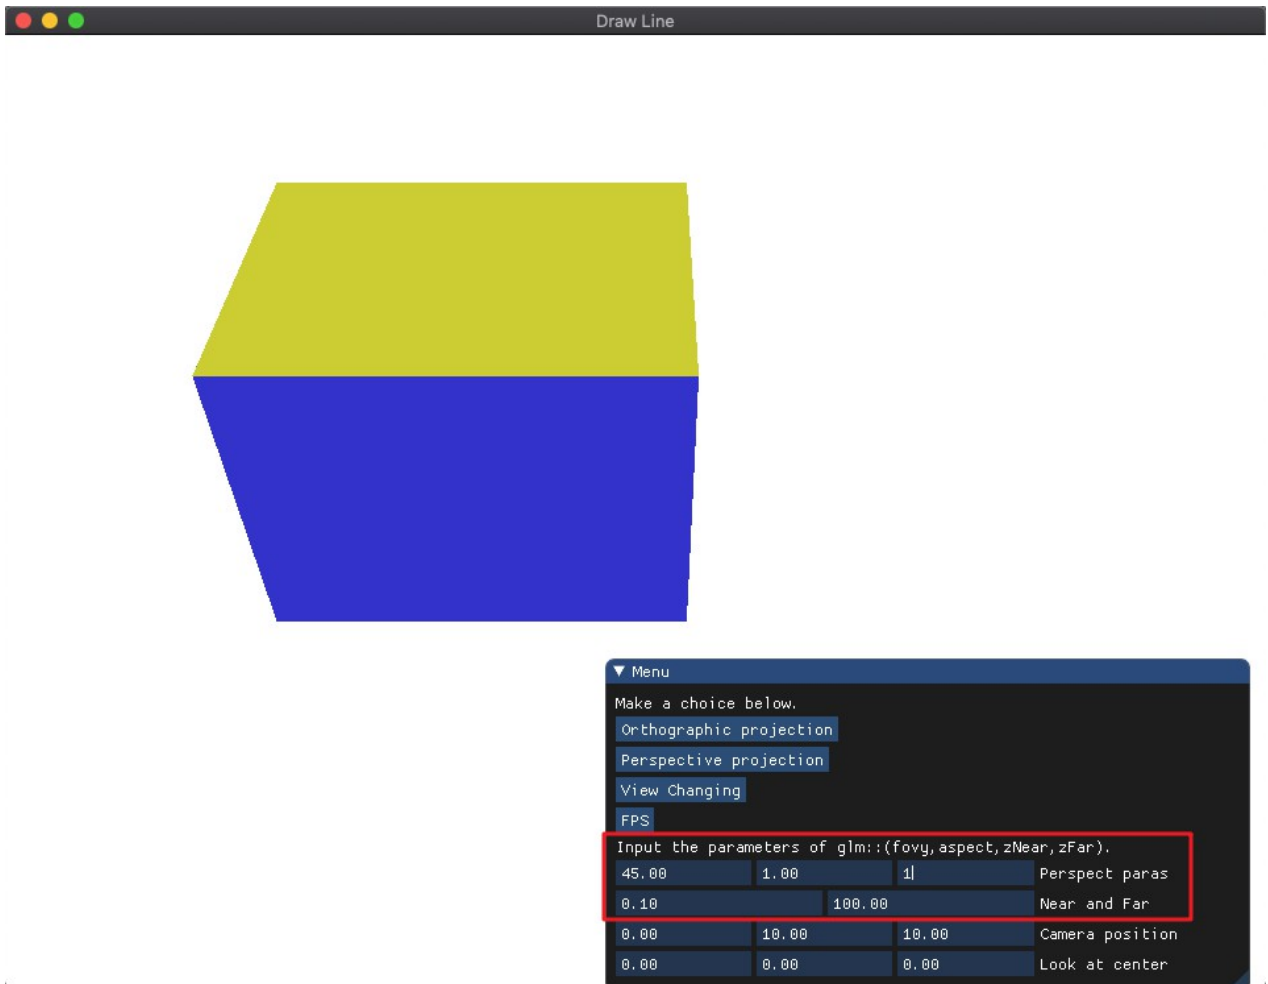 Draw Line
Menu
Make a choice below.
Orthographic projection
Perspective projection
View Changing
FPS
Input the parameters of glm::(fovy,aspect,zNear,zFar).
45.00 1.00 1 Perspect paras
0.10 100.00 Near and Far
0.00 10.00 10.00 Camera position
0.00 0.00 0.00 Look at center